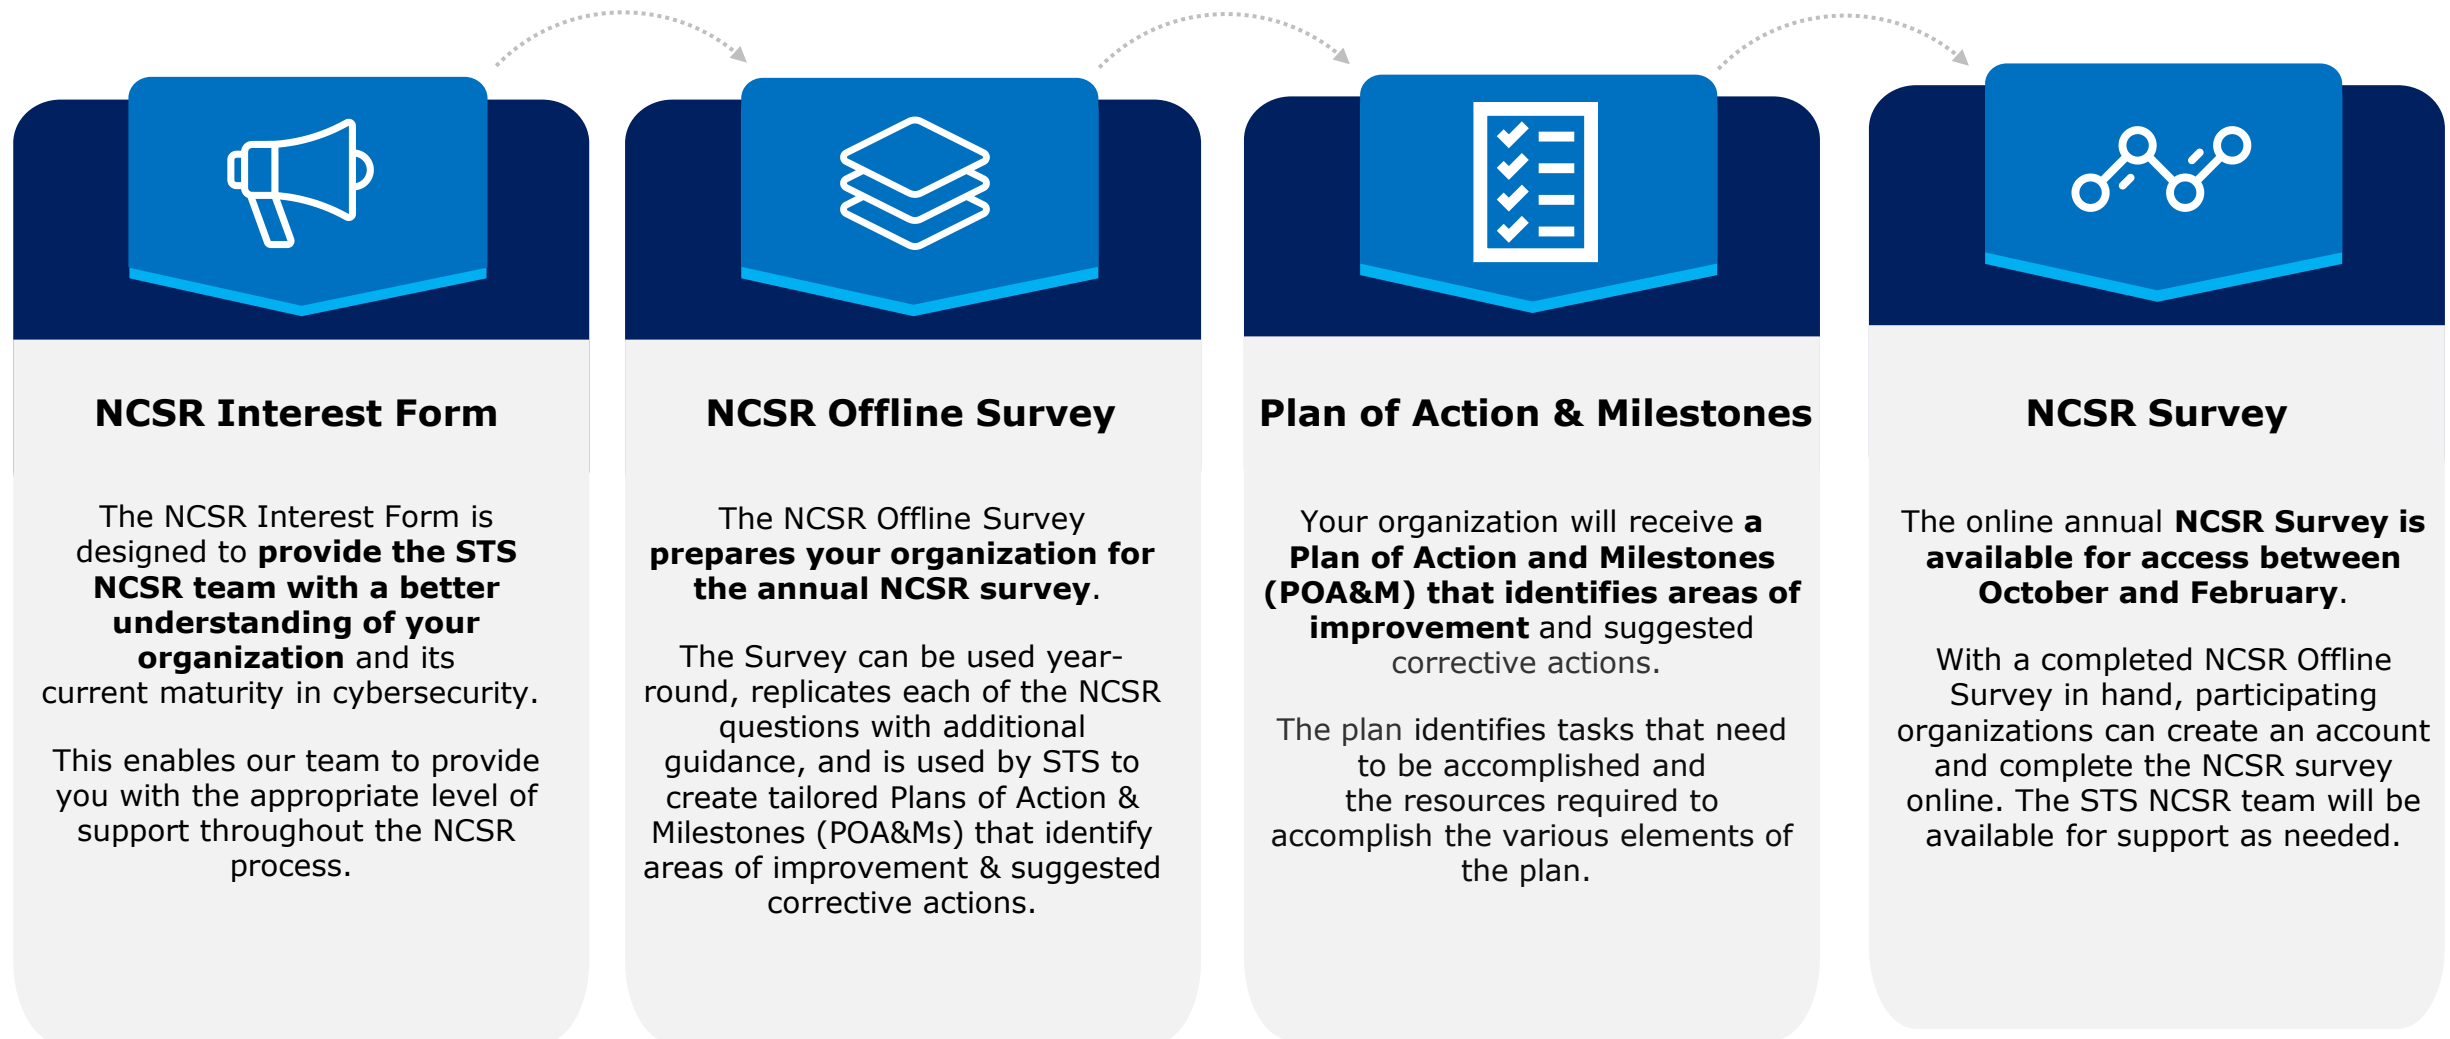 NCSR Interest Form
The NCSR Interest Form is
designed to provide the STS
NCSR team with a better
understanding of your
organization and its
current maturity in cybersecurity.
This enables our team to provide
you with the appropriate level of
support throughout the NCSR
process.
NCSR Offline Survey
The NCSR Offline Survey
prepares your organization for
the annual NCSR survey.
The Survey can be used year-
round, replicates each of the NCSR
questions with additional
guidance, and is used by STS to
create tailored Plans of Action &
Milestones (POA&Ms) that identify
areas of improvement & suggested
corrective actions.
Plan of Action & Milestones
Your organization will receive a
Plan of Action and Milestones
(POA&M) that identifies areas of
improvement and suggested
corrective actions.
The plan identifies tasks that need
to be accomplished and
the resources required to
accomplish the various elements of
the plan.
NCSR Survey
The online annual NCSR Survey is
available for access between
October and February.
With a completed NCSR Offline
Survey in hand, participating
organizations can create an account
and complete the NCSR survey
online. The STS NCSR team will be
available for support as needed.